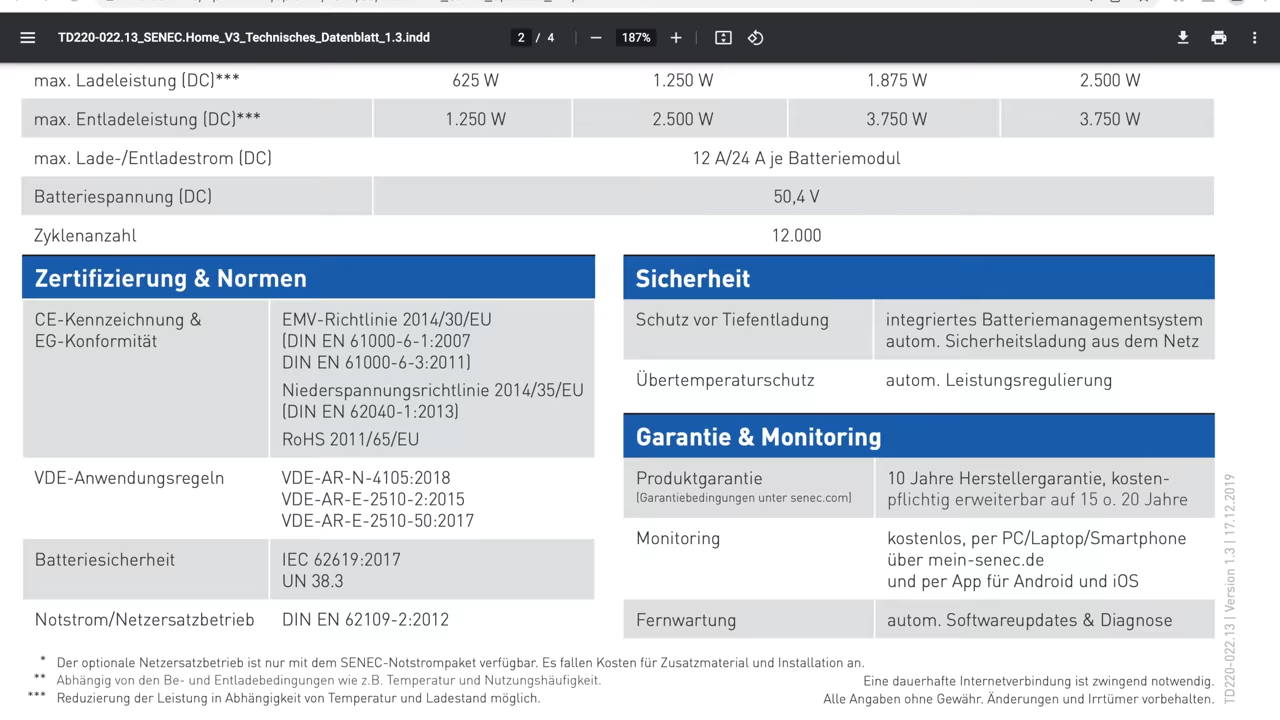 TD220-022.13_SENEC.Home_V3_Technisches_Datenblatt_1.3.indd
2 / 4
187%
max. Ladeleistung (DC)*** 625 W 1.250 W 1.875 W 2.500 W
max. Entladeleistung (DC)*** 1.250 W 2.500 W 3.750 W 3.750 W
max. Lade-/Entladestrom (DC) 12 A/24 A je Batteriemodul
Batteriespannung (DC) 50,4 V
Zyklenanzahl 12.000
Zertifizierung & Normen
CE-Kennzeichnung & EMV-Richtlinie 2014/30/EU
EG-Konformität (DIN EN 61000-6-1:2007
DIN EN 61000-6-3:2011)
Niederspannungsrichtlinie 2014/35/EU
(DIN EN 62040-1:2013)
RoHS 2011/65/EU
VDE-Anwendungsregeln VDE-AR-N-4105:2018
VDE-AR-E-2510-2:2015
VDE-AR-E-2510-50:2017
Batteriesicherheit IEC 62619:2017
UN 38.3
Notstrom/Netzersatzbetrieb DIN EN 62109-2:2012
Sicherheit
Schutz vor Tiefentladung integriertes Batteriemanagementsystem
autom. Sicherheitsladung aus dem Netz
Übertemperaturschutz autom. Leistungsregulierung
Garantie & Monitoring
Produktgarantie 10 Jahre Herstellergarantie, kosten-
(Garantiebedingungen unter senec.com) pflichtig erweiterbar auf 15 o. 20 Jahre
Monitoring kostenlos, per PC/Laptop/Smartphone
über mein-senec.de
und per App für Android und iOS
Fernwartung autom. Softwareupdates & Diagnose
* Der optionale Netzersatzbetrieb ist nur mit dem SENEC-Notstrompaket verfügbar. Es fallen Kosten für Zusatzmaterial und Installation an.
** Abhängig von den Be- und Entladebedingungen wie z.B. Temperatur und Nutzungshäufigkeit.
*** Reduzierung der Leistung in Abhängigkeit von Temperatur und Ladestand möglich.
Eine dauerhafte Internetverbindung ist zwingend notwendig.
Alle Angaben ohne Gewähr. Änderungen und Irrtümer vorbehalten.
TD220-022.13 | Version 1.3 | 17.12.2019